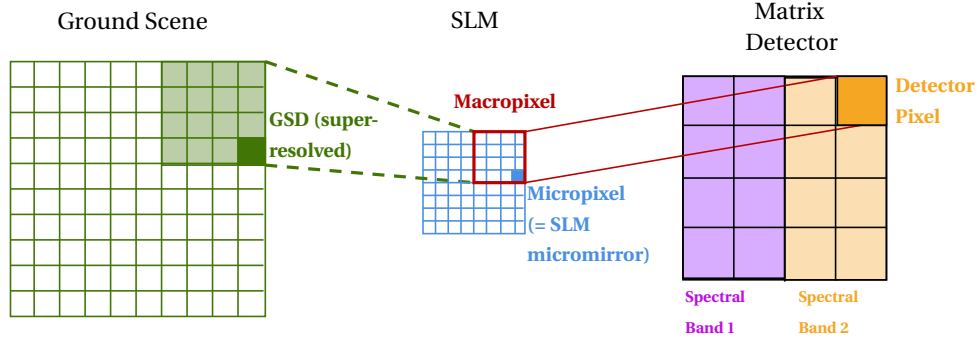 Ground Scene
SLM
Matrix
Detector
Macropixel
Detector
Pixel
GSD (super-
resolved)
Micropixel
(= SLM
micromirror)
Spectral
Band 1
Spectral
Band 2